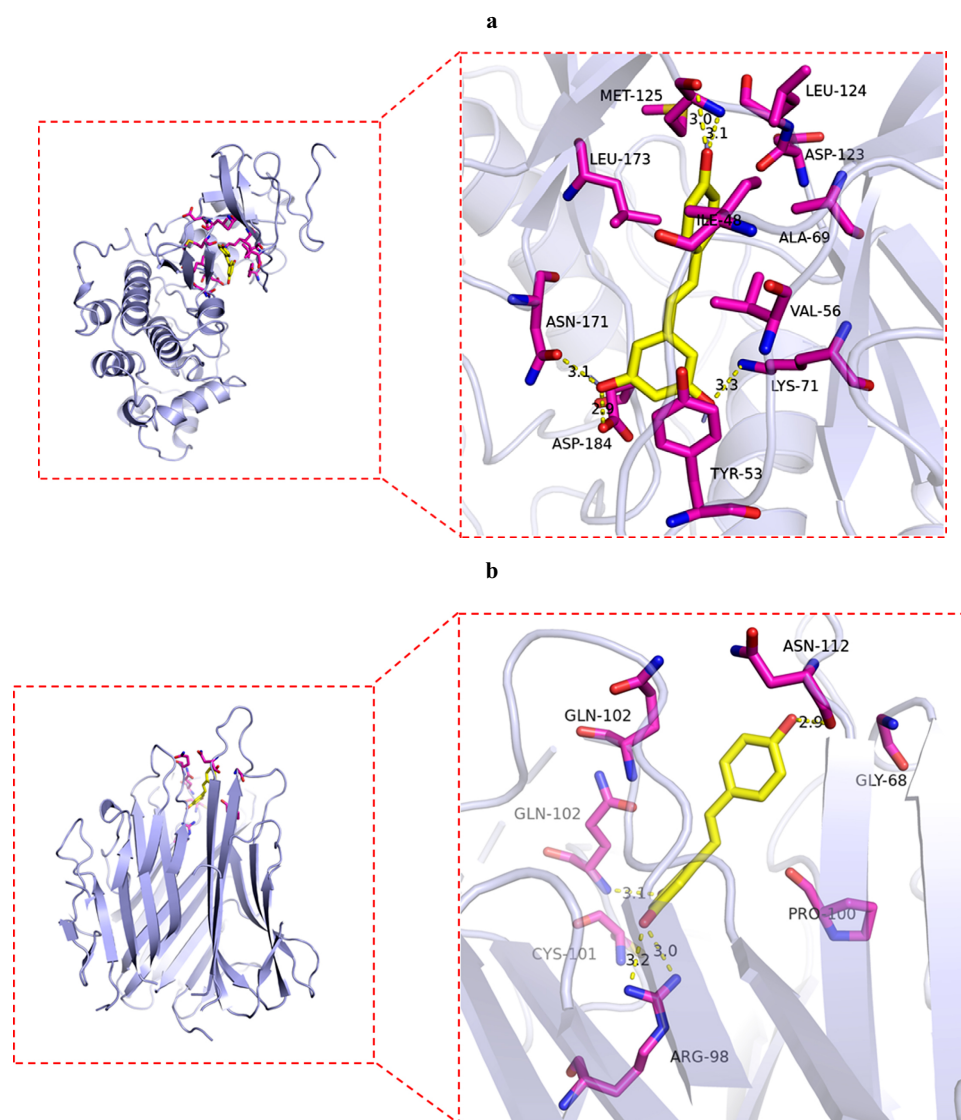 a
MET-125
LEU-124
3.0
3.1
ASP-123
LEU-173
ILE-48
ALA-69
ASN-171
VAL-56
3.1
3.3
LYS-71
2.9
ASP-184
TYR-53
b
ASN-112
GLN-102
2.9
GLY-68
GLN-102
3.1
PRO-100
CYS-101
3.2
3.0
ARG-98